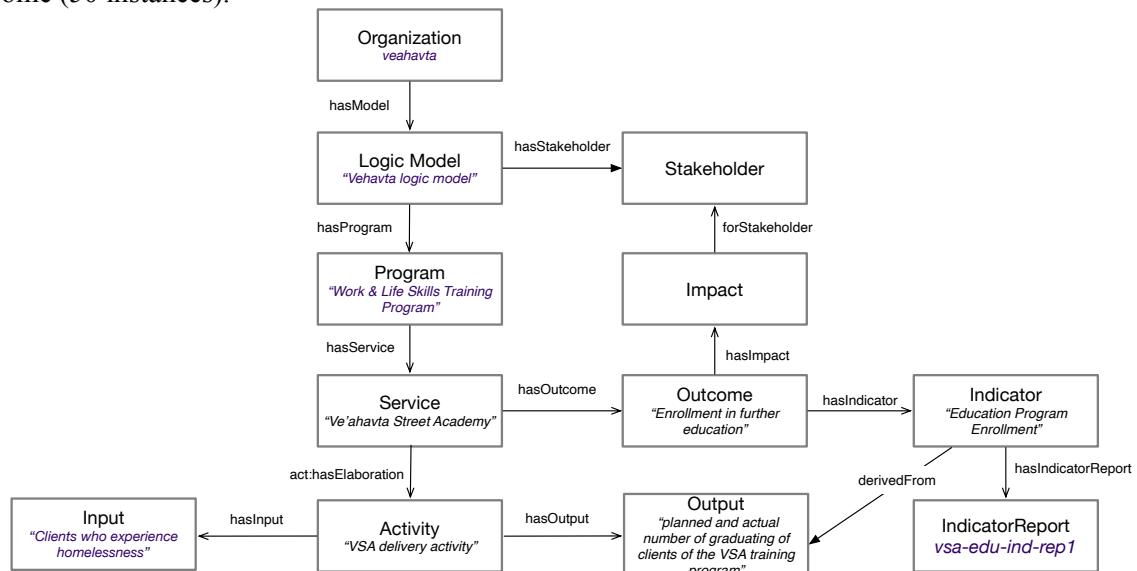 (50 instances).
Organization
veahavta
hasModel
Logic Model
“Vehavta logic model”
hasStakeholder
Stakeholder
hasProgram
forStakeholder
Program
“Work & Life Skills Training
Program”
Impact
hasService
hasImpact
Service
“Ve’ahavta Street Academy”
hasOutcome
Outcome
“Enrollment in further
education”
hasIndicator
Indicator
“Education Program
Enrollment”
act:hasElaboration
derivedFrom
hasIndicatorReport
Input
“Clients who experience
homelessness”
hasInput
Activity
“VSA delivery activity”
hasOutput
Output
“planned and actual
number of graduating of
clients of the VSA training
program”
IndicatorReport
vsa-edu-ind-rep1